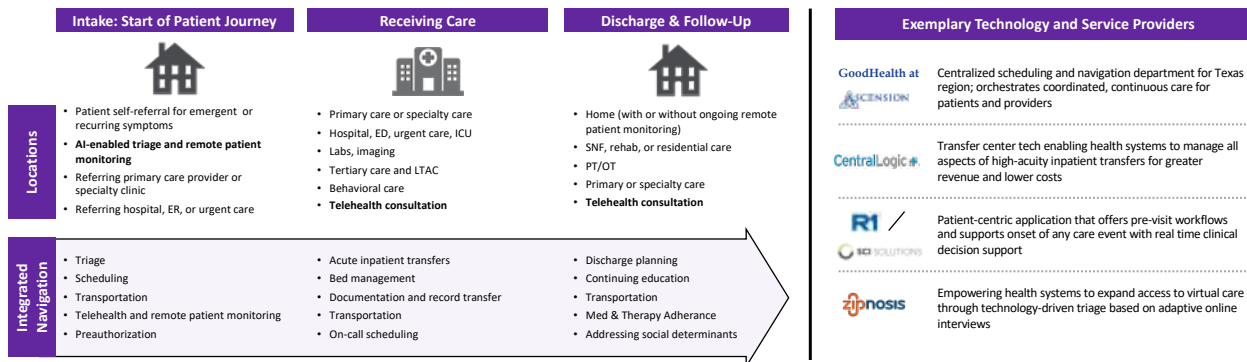 Intake: Start of Patient Journey
Receiving Care
Discharge & Follow-Up
Locations
• Patient self-referral for emergent or
recurring symptoms
• AI-enabled triage and remote patient
monitoring
• Referring primary care provider or
specialty clinic
• Referring hospital, ER, or urgent care
• Primary care or specialty care
• Hospital, ED, urgent care, ICU
• Labs, imaging
• Tertiary care and LTAC
• Behavioral care
• Telehealth consultation
• Home (with or without ongoing remote
patient monitoring)
• SNF, rehab, or residential care
• PT/OT
• Primary or specialty care
• Telehealth consultation
Integrated
Navigation
• Triage
• Scheduling
• Transportation
• Telehealth and remote patient monitoring
• Preauthorization
• Acute inpatient transfers
• Bed management
• Documentation and record transfer
• Transportation
• On-call scheduling
• Discharge planning
• Continuing education
• Transportation
• Med & Therapy Adherance
• Addressing social determinants
Exemplary Technology and Service Providers
GoodHealth at
ASCENSION
Centralized scheduling and navigation department for Texas
region; orchestrates coordinated, continuous care for
patients and providers
CentralLogic
Transfer center tech enabling health systems to manage all
aspects of high-acuity inpatient transfers for greater
revenue and lower costs
R1 /
SCI SOLUTIONS
Patient-centric application that offers pre-visit workflows
and supports onset of any care event with real time clinical
decision support
zipnosis
Empowering health systems to expand access to virtual care
through technology-driven triage based on adaptive online
interviews